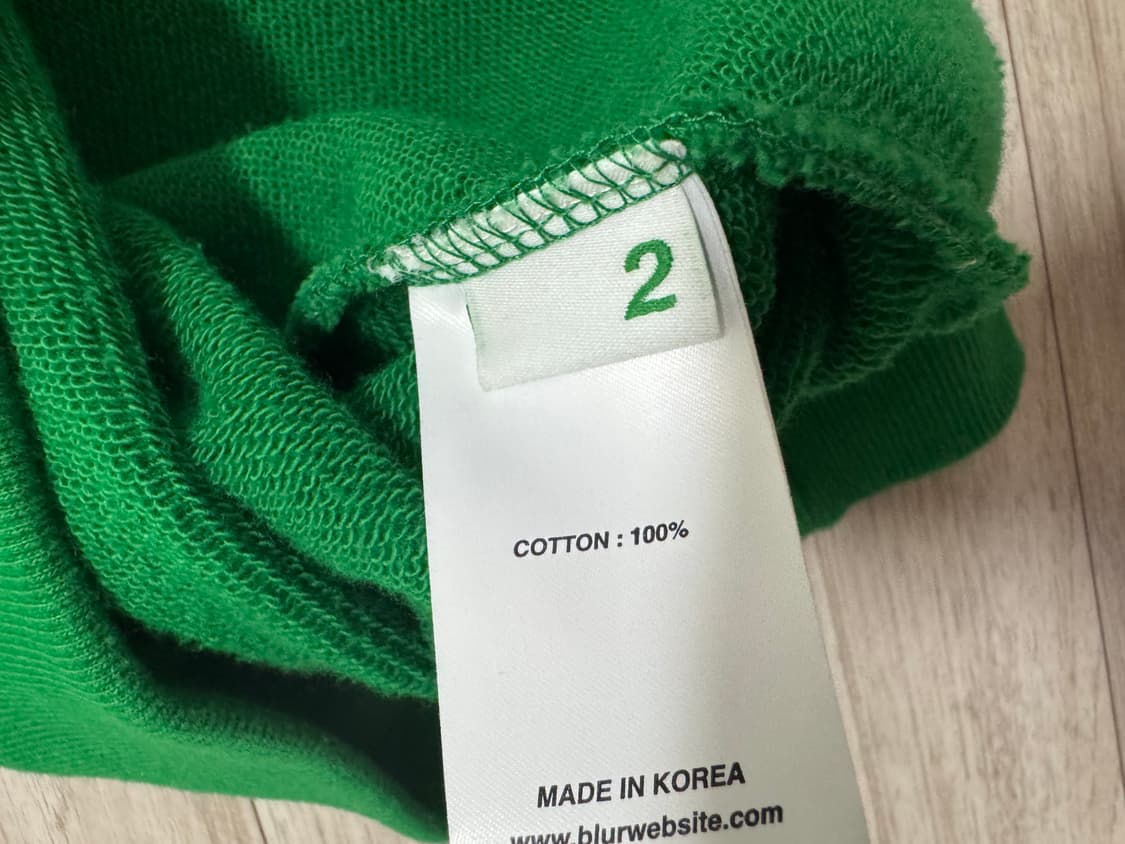 2
COTTON : 100%
MADE IN KOREA
www.blurwebsite.com